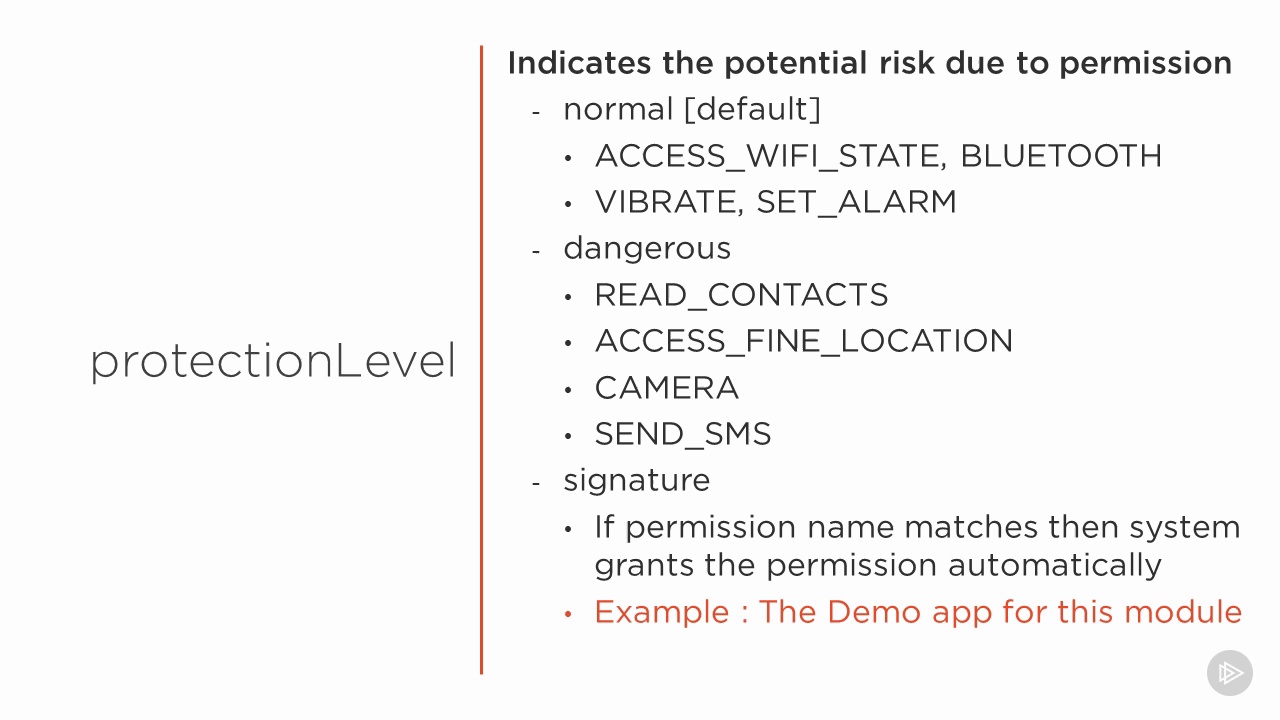 protectionLevel
Indicates the potential risk due to permission
- normal [default]
• ACCESS_WIFI_STATE, BLUETOOTH
• VIBRATE, SET_ALARM
- dangerous
• READ_CONTACTS
• ACCESS_FINE_LOCATION
• CAMERA
• SEND_SMS
- signature
• If permission name matches then system
grants the permission automatically
• Example : The Demo app for this module